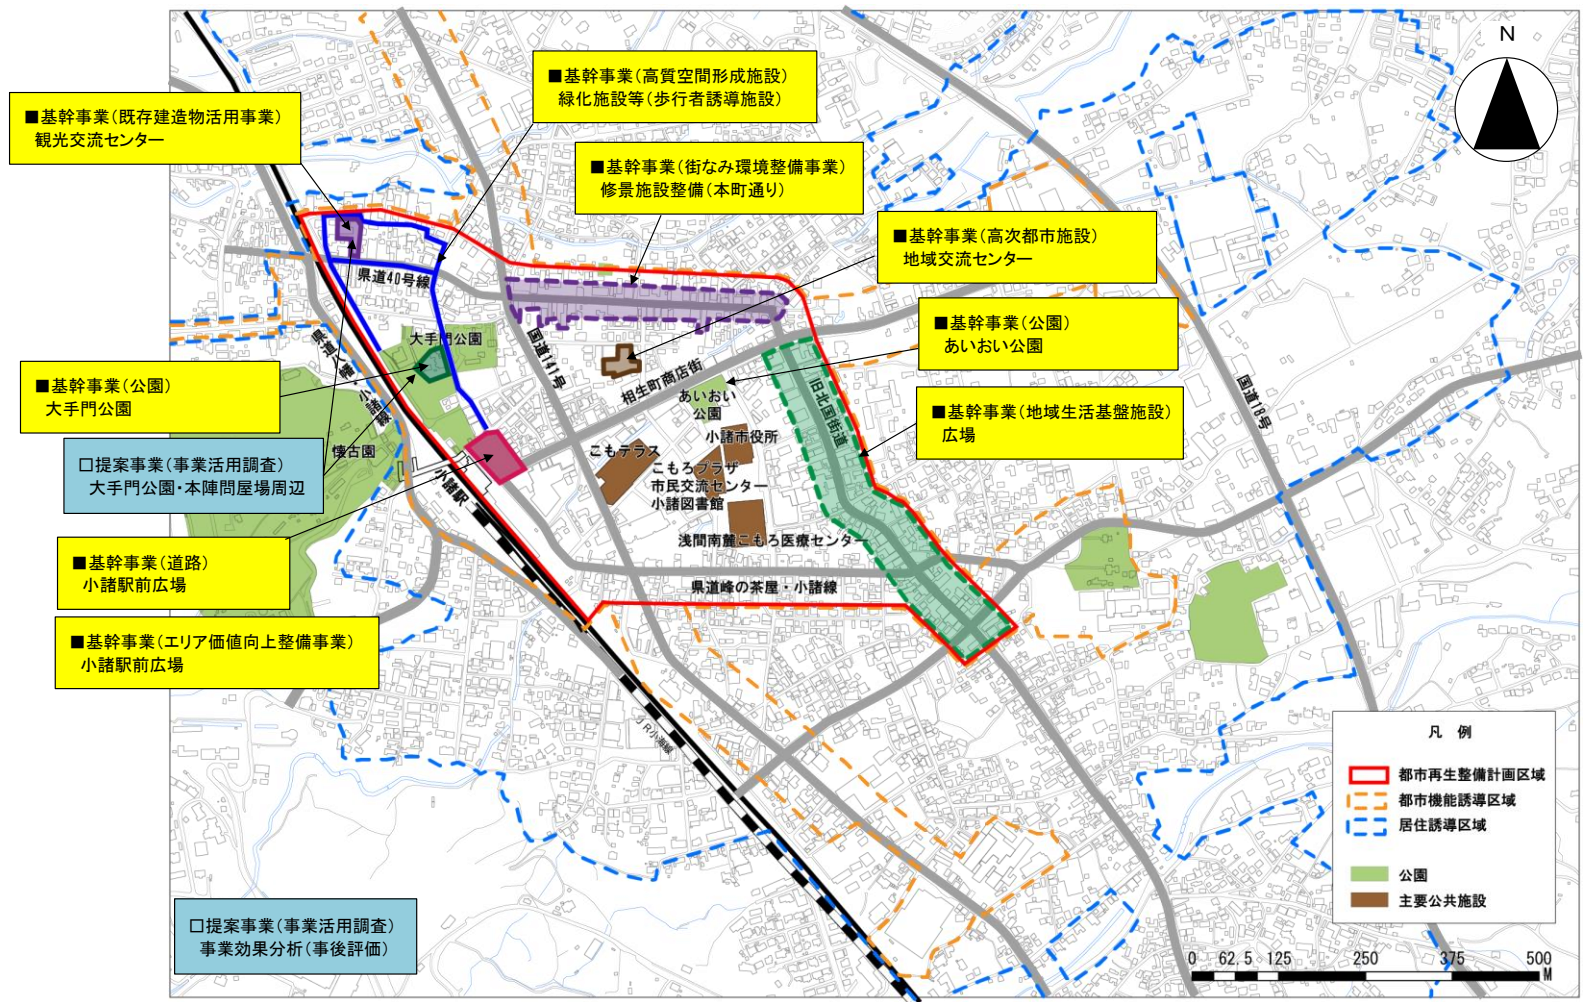 ■基幹事業(高質空間形成施設)
緑化施設等(歩行者誘導施設)
■基幹事業(既存建造物活用事業)
観光交流センター
■基幹事業(街なみ環境整備事業)
修景施設整備(本町通り)
■基幹事業(高次都市施設)
地域交流センター
■基幹事業(公園)
あいおい公園
■基幹事業(地域生活基盤施設)
広場
■基幹事業(公園)
大手門公園
□提案事業(事業活用調査)
大手門公園・本陣問屋場周辺
■基幹事業(道路)
小諸駅前広場
■基幹事業(エリア価値向上整備事業)
小諸駅前広場
□提案事業(事業活用調査)
事業効果分析(事後評価)
N
県道40号線
大手門公園
国道141号
県道八幡・小諸線
懐古園
小諸駅
相生町商店街
あいおい
公園
旧北国街道
国道18号
こもテラス
小諸市役所
こもろプラザ
市民交流センター
小諸図書館
浅間南麓こもろ医療センター
県道峰の茶屋・小諸線
JR小海線
凡 例
都市再生整備計画区域
都市機能誘導区域
居住誘導区域
公園
主要公共施設
0 62.5 125 250 375 500
M